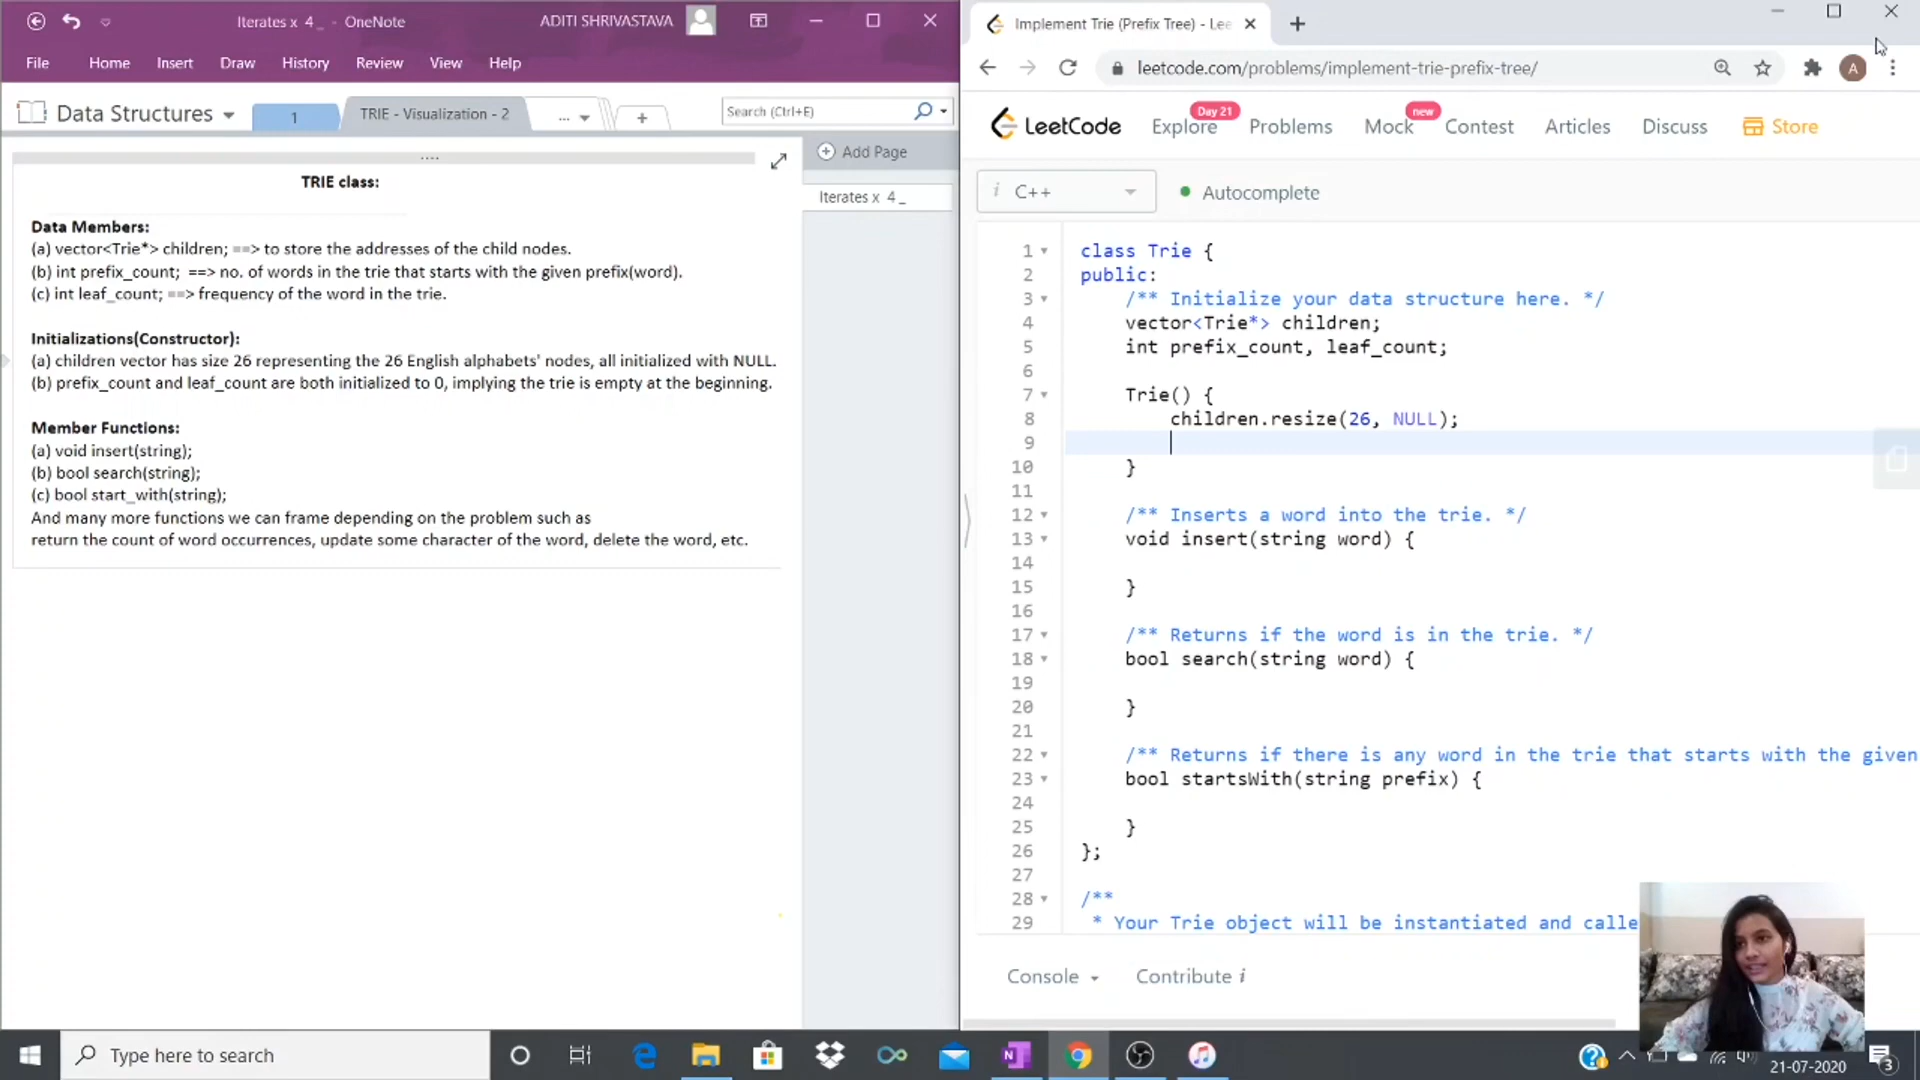 Iterates x 4_ - OneNote
ADITI SHRIVASTAVA
File Home Insert Draw History Review View Help
Data Structures
1
TRIE - Visualization - 2
...
+
Search (Ctrl+E)
Add Page
Iterates x 4_
TRIE class:
Data Members:
(a) vector<Trie*> children; ==> to store the addresses of the child nodes.
(b) int prefix_count; ==> no. of words in the trie that starts with the given prefix(word).
(c) int leaf_count; ==> frequency of the word in the trie.
Initializations(Constructor):
(a) children vector has size 26 representing the 26 English alphabets' nodes, all initialized with NULL.
(b) prefix_count and leaf_count are both initialized to 0, implying the trie is empty at the beginning.
Member Functions:
(a) void insert(string);
(b) bool search(string);
(c) bool start_with(string);
And many more functions we can frame depending on the problem such as
return the count of word occurrences, update some character of the word, delete the word, etc.
Implement Trie (Prefix Tree) - Lee
leetcode.com/problems/implement-trie-prefix-tree/
A
LeetCode
Explore Day 21 Problems Mock new Contest Articles Discuss Store
i C++
Autocomplete
1 class Trie {
2 public:
3 /** Initialize your data structure here. */
4 vector<Trie*> children;
5 int prefix_count, leaf_count;
6
7 Trie() {
8 children.resize(26, NULL);
9
10 }
11
12 /** Inserts a word into the trie. */
13 void insert(string word) {
14
15 }
16
17 /** Returns if the word is in the trie. */
18 bool search(string word) {
19
20 }
21
22 /** Returns if there is any word in the trie that starts with the given
23 bool startsWith(string prefix) {
24
25 }
26 };
27
28 /**
29 * Your Trie object will be instantiated and calle
Console
Contribute i
Type here to search
21-07-2020
3